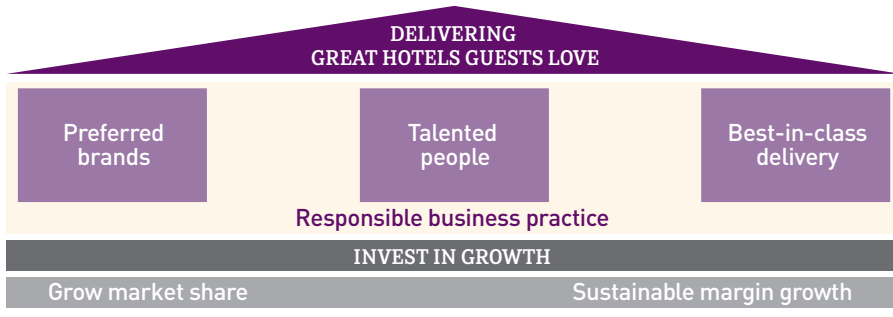 DELIVERING
GREAT HOTELS GUESTS LOVE
Preferred
brands
Talented
people
Best-in-class
delivery
Responsible business practice
INVEST IN GROWTH
Grow market share
Sustainable margin growth